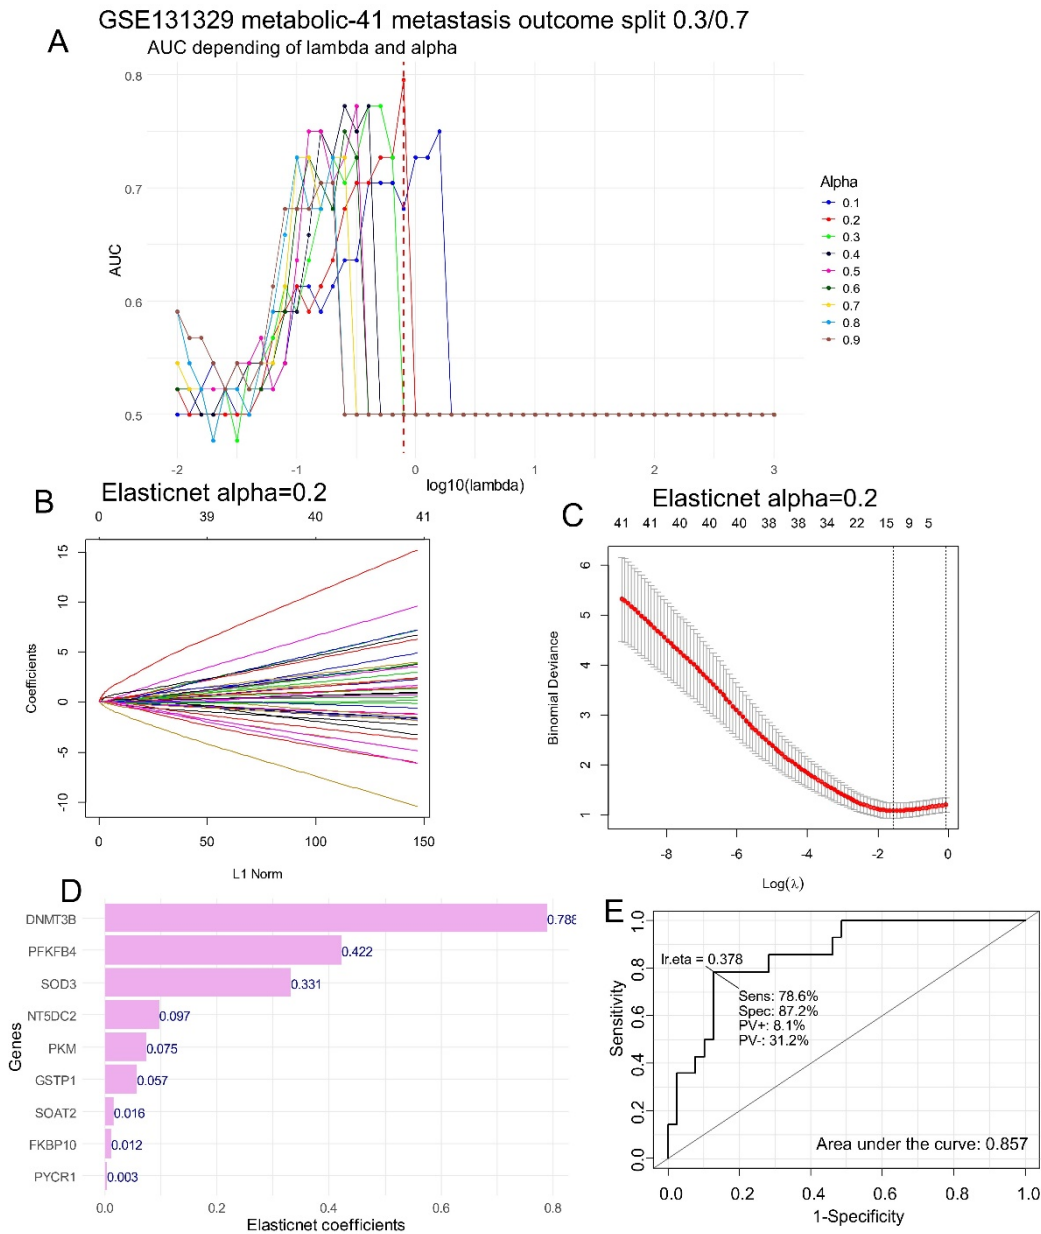 GSE131329 metabolic-41 metastasis outcome split 0.3/0.7
A
AUC depending of lambda and alpha
0.8
0.7
0.6
0.5
AUC
-2 -1 0 1 2 3
log10(lambda)
Alpha
0.1
0.2
0.3
0.4
0.5
0.6
0.7
0.8
0.9
B
Elasticnet alpha=0.2
0 39 40 41
15
10
5
0
-5
-10
Coefficients
0 50 100 150
L1 Norm
C
Elasticnet alpha=0.2
41 41 40 40 40 38 38 34 22 15 9 5
6
5
4
3
2
1
Binomial Deviance
-8 -6 -4 -2 0
Log(λ)
D
Genes
DNMT3B 0.788
PFKFB4 0.422
SOD3 0.331
NT5DC2 0.097
PKM 0.075
GSTP1 0.057
SOAT2 0.016
FKBP10 0.012
PYCR1 0.003
0.0 0.2 0.4 0.6 0.8
Elasticnet coefficients
E
1.0
0.8
0.6
0.4
0.2
0.0
Sensitivity
lr.eta = 0.378
Sens: 78.6%
Spec: 87.2%
PV+: 8.1%
PV-: 31.2%
Area under the curve: 0.857
0.0 0.2 0.4 0.6 0.8 1.0
1-Specificity